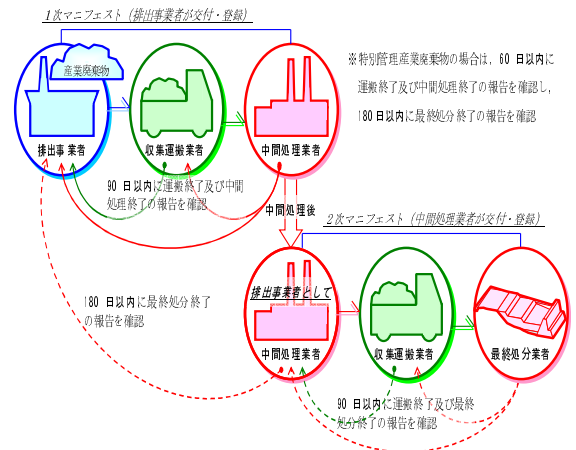 1次マニフェスト（排出事業者が交付・登録）
産業廃棄物
排出事業者
収集運搬業者
中間処理業者
※特別管理産業廃棄物の場合は，60 日以内に
運搬終了及び中間処理終了の報告を確認し，
180日以内に最終処分終了の報告を確認
90 日以内に運搬終了及び中間
処理終了の報告を確認
中間処理後
2次マニフェスト（中間処理業者が交付・登録）
排出事業者として
中間処理業者
収集運搬業者
最終処分業者
180 日以内に最終処分終了
の報告を確認
90 日以内に運搬終了及び最終
処分終了の報告を確認